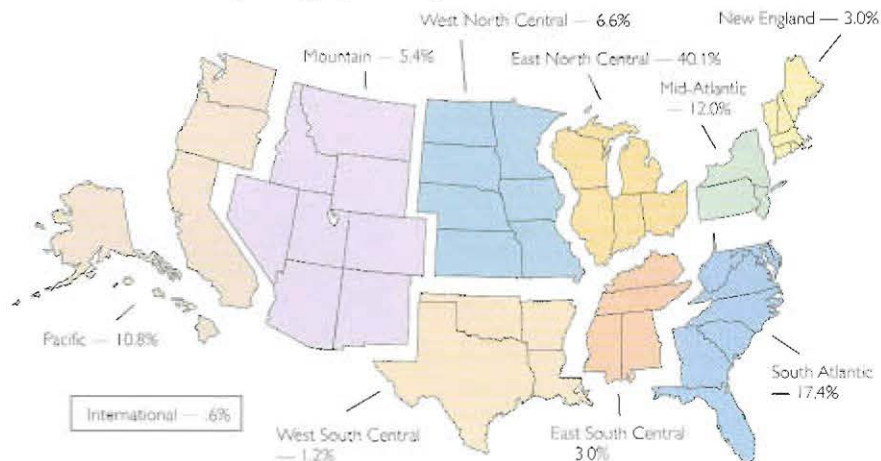 West North Central — 6.6%
New England — 3.0%
Mountain — 5.4%
East North Central — 40.1%
Mid-Atlantic
— 12.0%
Pacific — 10.8%
South Atlantic
— 17.4%
International — .6%
West South Central
— 1.2%
East South Central
3.0%